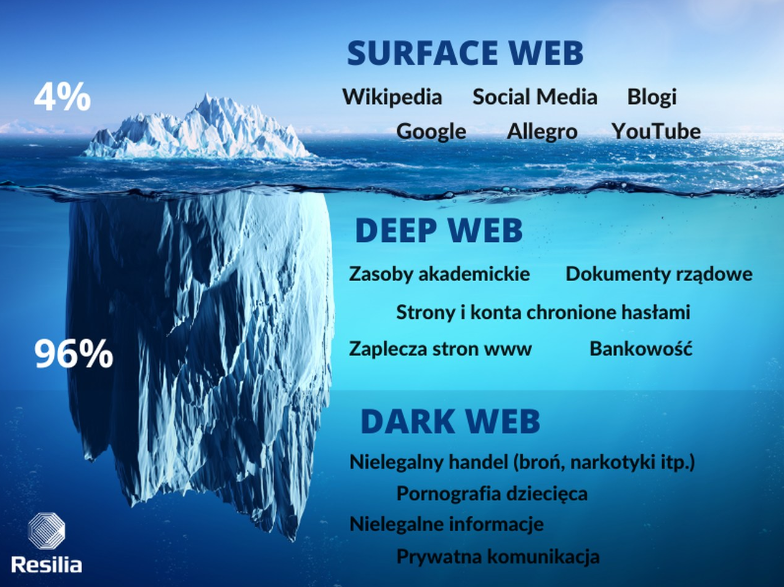 SURFACE WEB
4%
Wikipedia Social Media Blogi
Google Allegro YouTube
DEEP WEB
Zasoby akademickie Dokumenty rządowe
Strony i konta chronione hasłami
96%
Zaplecza stron www Bankowość
DARK WEB
Nielegalny handel (broń, narkotyki itp.)
Pornografia dziecięca
Nielegalne informacje
Prywatna komunikacja
Resilia